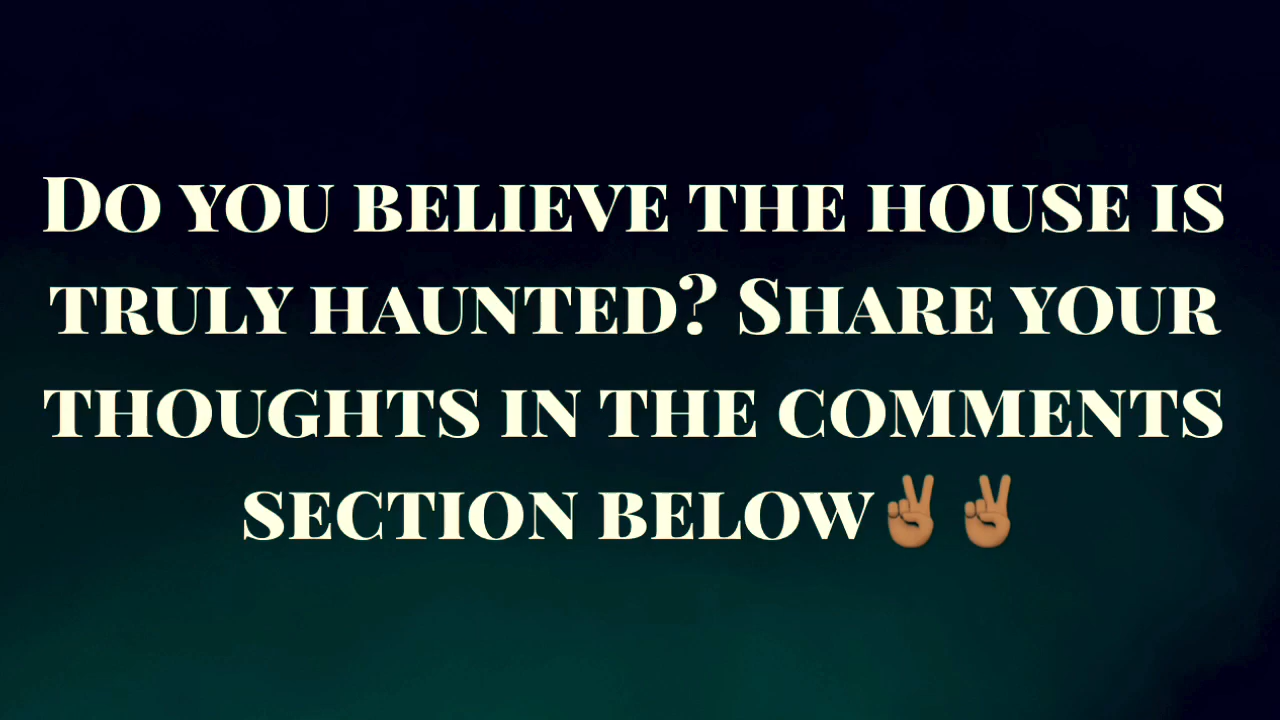 Do you believe the house is
truly haunted? Share your
thoughts in the comments
section below✌🏽✌🏽